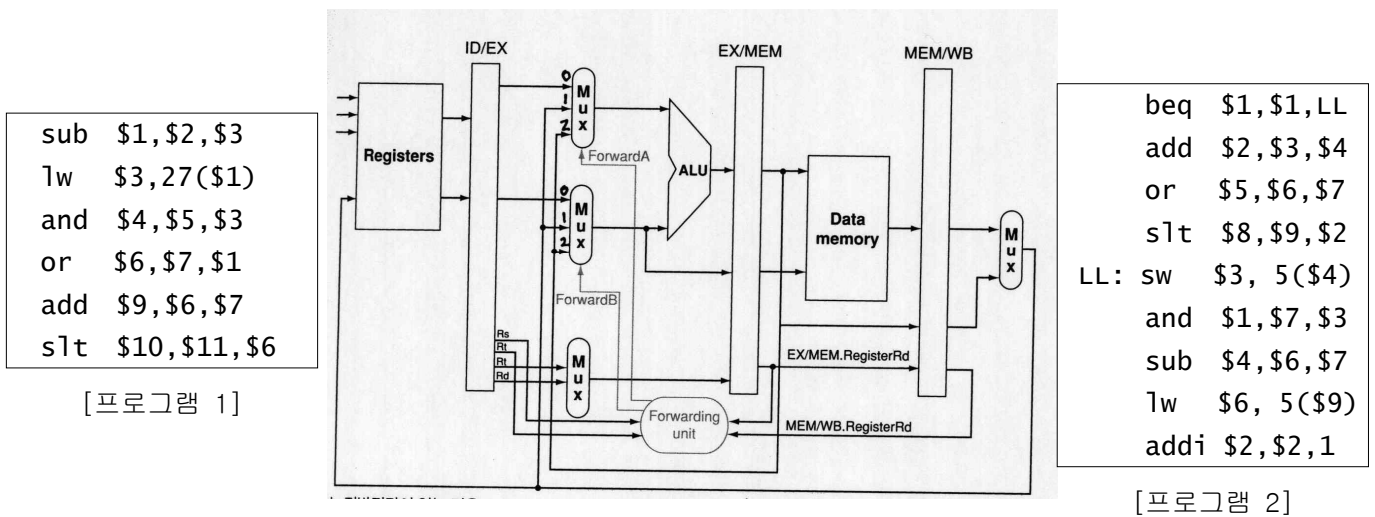 sub $1,$2,$3
lw $3,27($1)
and $4,$5,$3
or $6,$7,$1
add $9,$6,$7
slt $10,$11,$6
[프로그램 1]
ID/EX
EX/MEM
MEM/WB
0
1
2
Mux
ForwardA
Registers
ALU
0
1
2
Mux
ForwardB
Data
memory
Mux
Rs
Rt
Rt
Rd
Mux
EX/MEM.RegisterRd
Forwarding
unit
MEM/WB.RegisterRd
beq $1,$1,LL
add $2,$3,$4
or $5,$6,$7
slt $8,$9,$2
LL: sw $3, 5($4)
and $1,$7,$3
sub $4,$6,$7
lw $6, 5($9)
addi $2,$2,1
[프로그램 2]